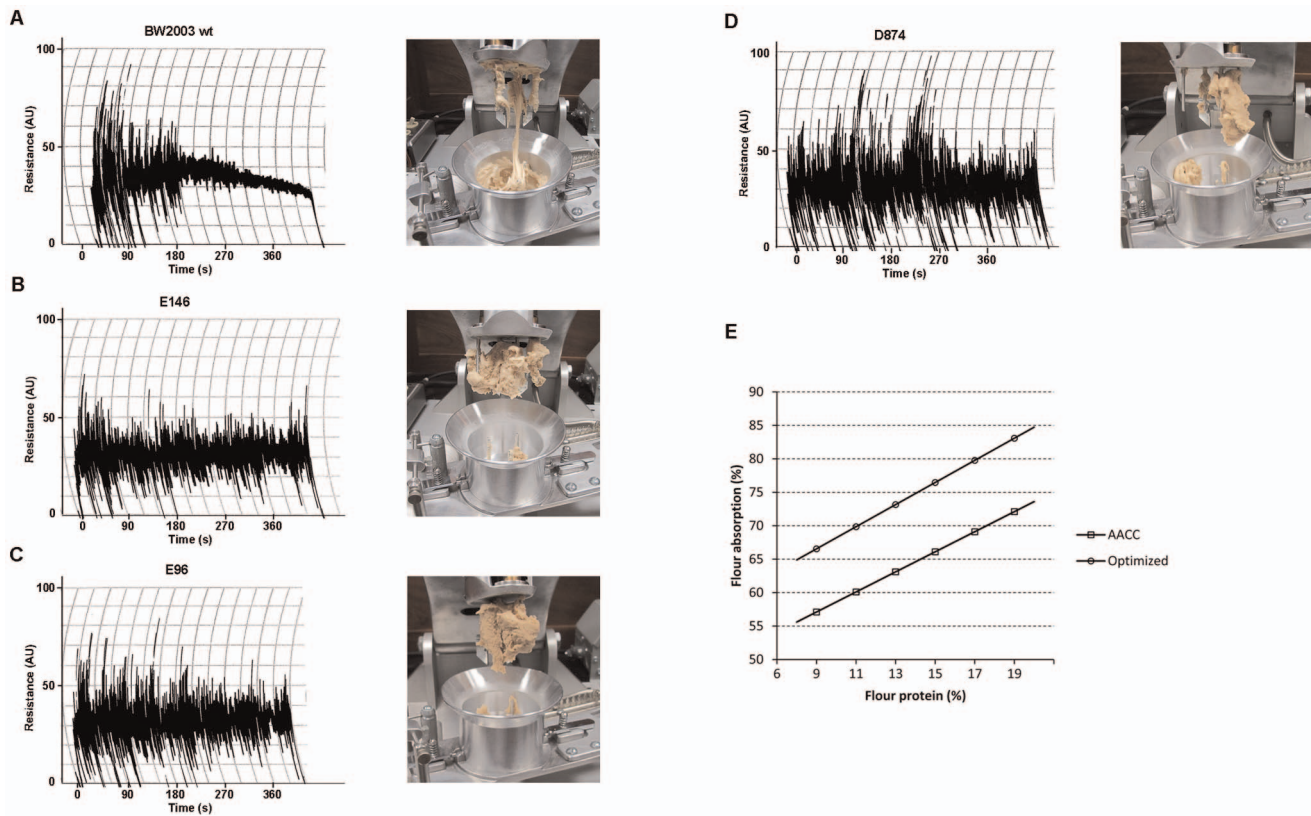 A
BW2003 wt
100
50
0
Resistance (AU)
0 90 180 270 360
Time (s)
B
E146
100
50
0
Resistance (AU)
0 90 180 270 360
Time (s)
C
E96
100
50
0
Resistance (AU)
0 90 180 270 360
Time (s)
D
D874
100
50
0
Resistance (AU)
0 90 180 270 360
Time (s)
E
90
85
80
75
70
65
60
55
50
Flour absorption (%)
6 9 11 13 15 17 19
Flour protein (%)
AACC
Optimized